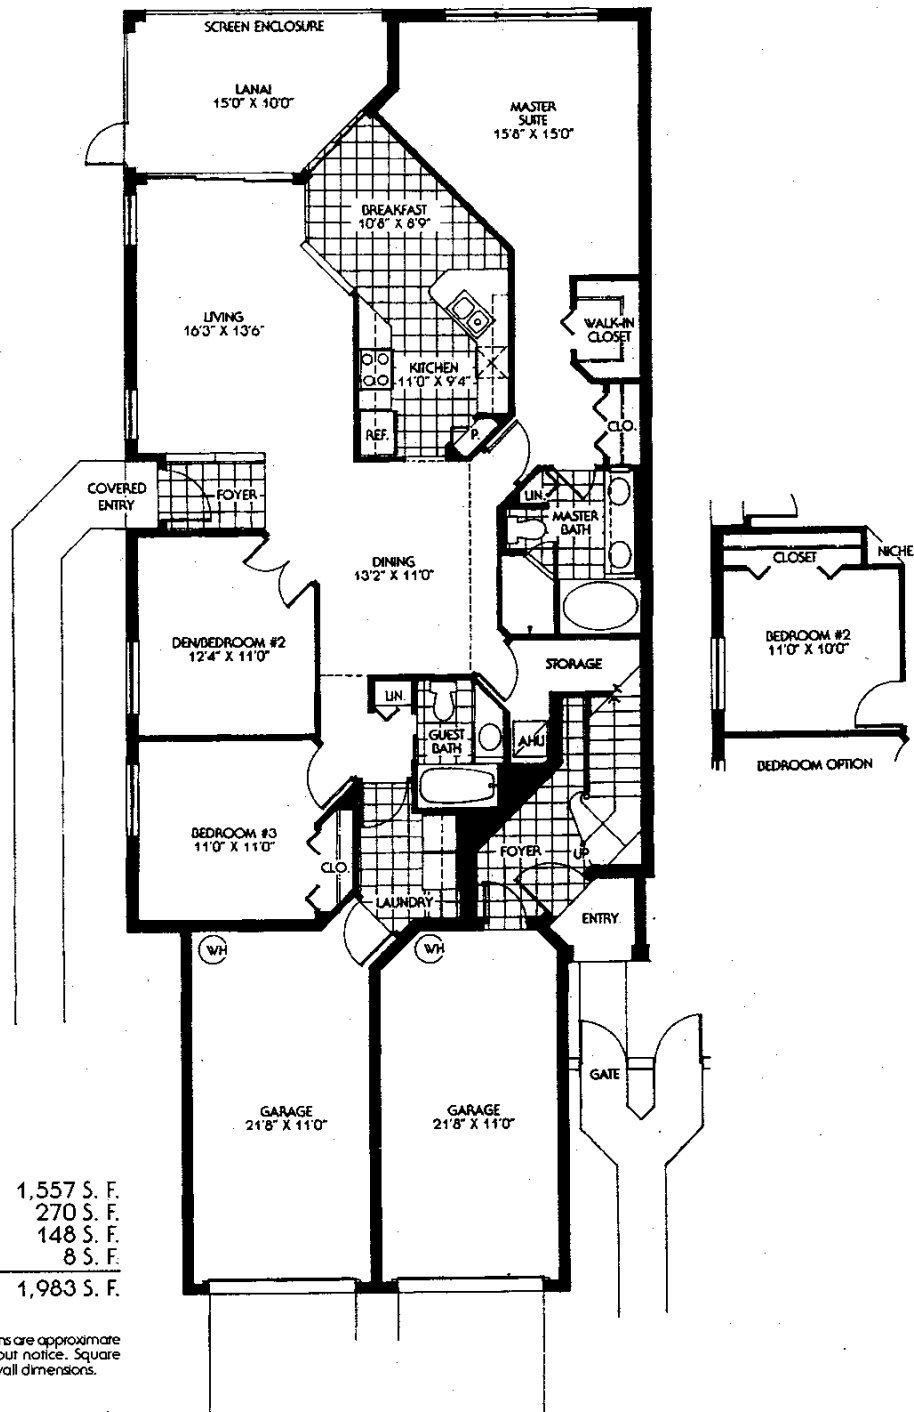 SCREEN ENCLOSURE
LANAI
15'0" X 10'0"
MASTER
SUITE
15'8" X 15'0"
BREAKFAST
10'8" X 8'9"
LIVING
16'3" X 13'6"
WALK-IN
CLOSET
KITCHEN
11'0" X 9'4"
REF.
P.
CLO.
COVERED
ENTRY
FOYER
LIN.
MASTER
BATH
DINING
13'2" X 11'0"
CLOSET
NICHE
DEN/BEDROOM #2
12'4" X 11'0"
BEDROOM #2
11'0" X 10'0"
STORAGE
LIN.
GUEST
BATH
AHU
BEDROOM OPTION
BEDROOM #3
11'0" X 11'0"
CLO.
FOYER
UP
LAUNDRY
ENTRY
WH
WH
GATE
GARAGE
21'8" X 11'0"
GARAGE
21'8" X 11'0"
1,557 S. F.
270 S. F.
148 S. F.
8 S. F.
1,983 S. F.
ns are approximate
out notice. Square
wall dimensions.